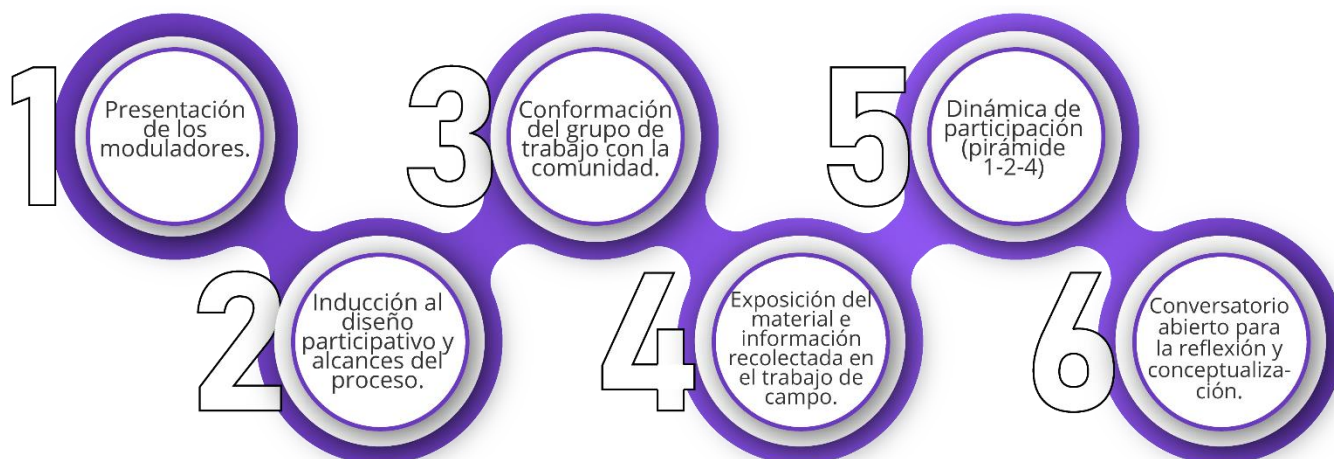 1
Presentación
de los
moduladores.
2
Inducción al
diseño
participativo y
alcances del
proceso.
3
Conformación
del grupo de
trabajo con la
comunidad.
4
Exposición del
material e
información
recolectada en
el trabajo de
campo.
5
Dinámica de
participación
(pirámide
1-2-4)
6
Conversatorio
abierto para
la reflexión y
conceptualiza-
ción.